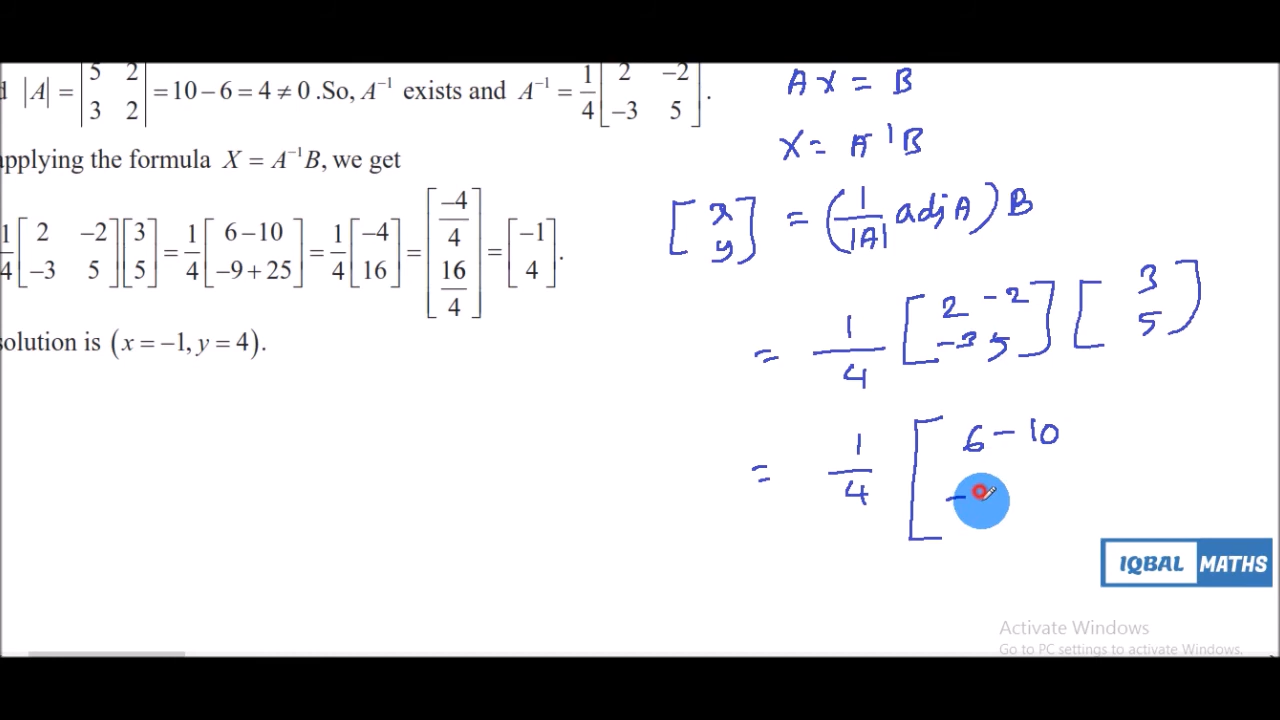 |A| = |5 2
3 2| = 10 – 6 = 4 ≠ 0 .So, A⁻¹ exists and A⁻¹ = 1/4 [2 –2
–3 5].
applying the formula X = A⁻¹B, we get
1/4 [2 –2
–3 5] [3
5] = 1/4 [6 – 10
–9 + 25] = 1/4 [–4
16] = [–4/4
16/4] = [–1
4].
solution is (x = –1, y = 4).
AX = B
X = A⁻¹B
[x
y] = (1/|A| adj A) B
= 1/4 [2 –2
–3 5] [3
5]
= 1/4 [6 – 10
–
IQBAL MATHS
Activate Windows
Go to PC settings to activate Windows.